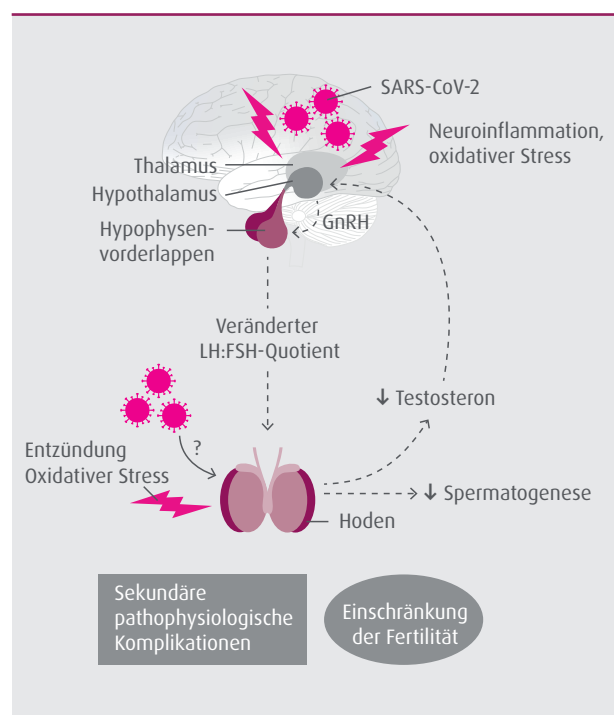 SARS-CoV-2
Neuroinflammation,
oxidativer Stress
Thalamus
Hypothalamus
Hypophysen-
vorderlappen
GnRH
Veränderter
LH:FSH-Quotient
↓ Testosteron
?
Entzündung
Oxidativer Stress
↓ Spermatogenese
Hoden
Sekundäre
pathophysiologische
Komplikationen
Einschränkung
der Fertilität